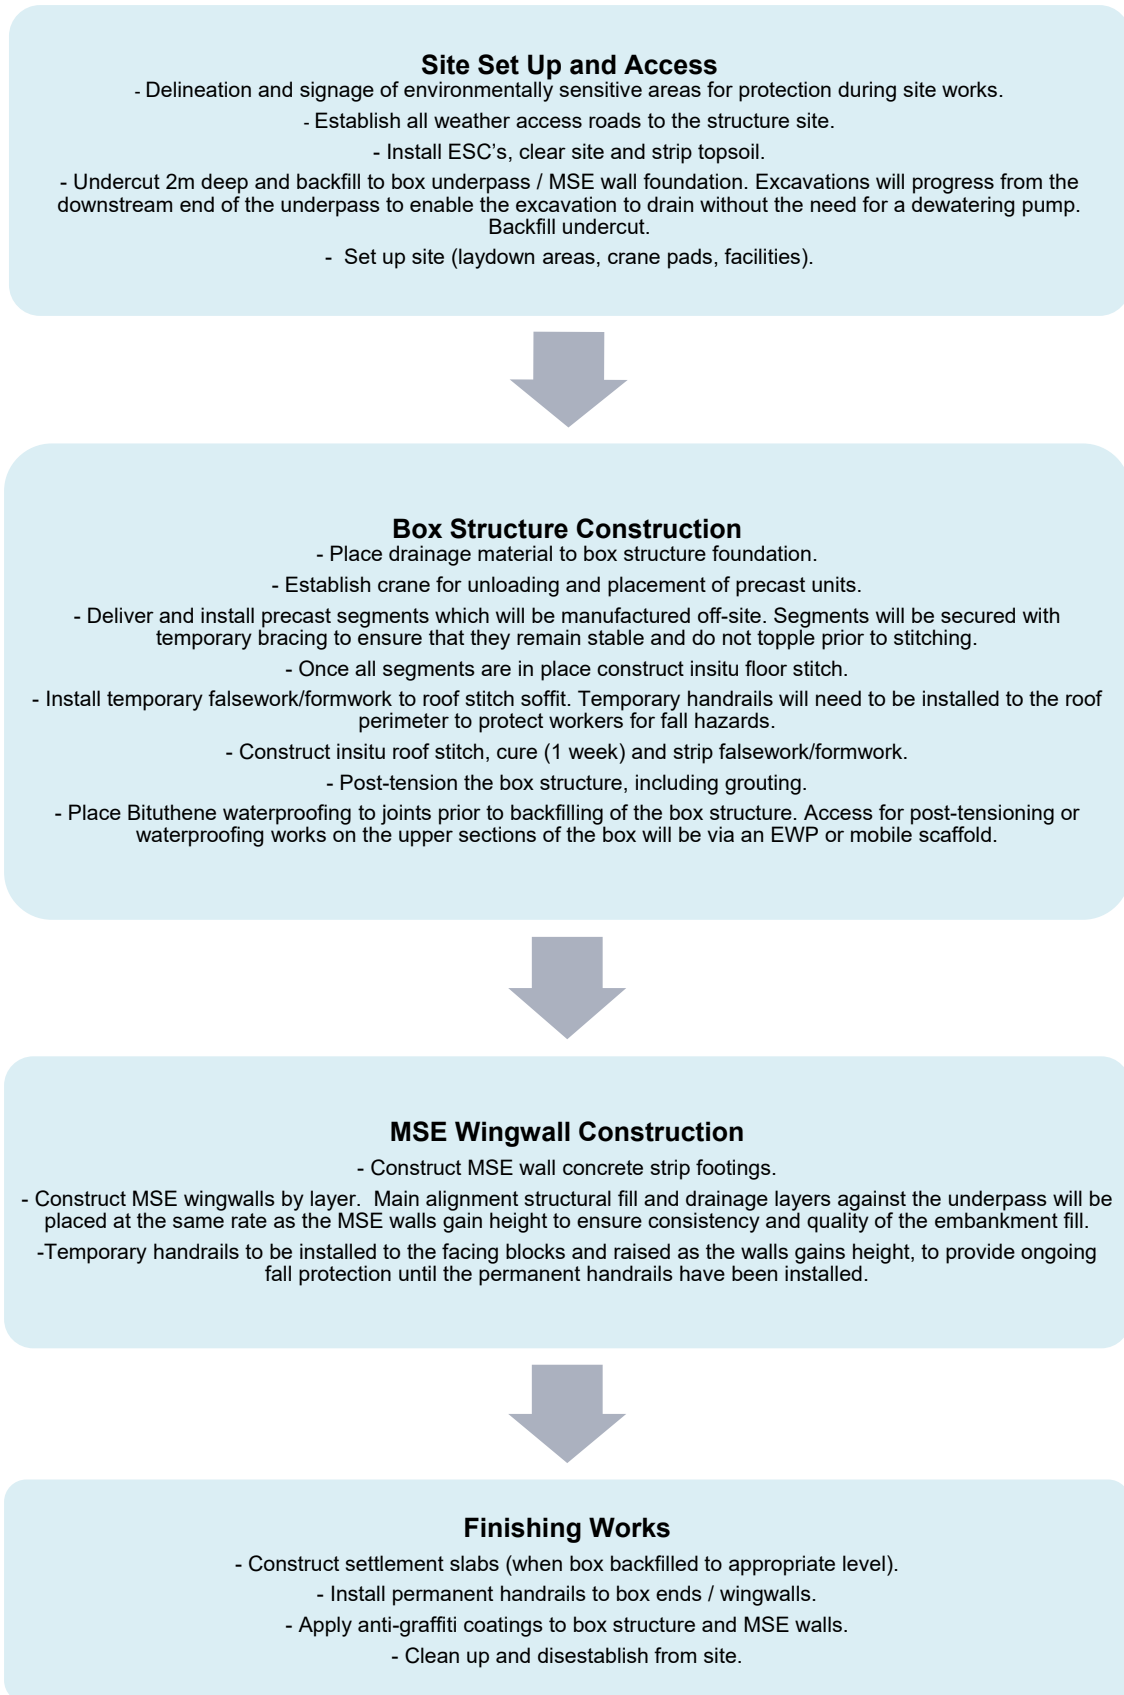 Site Set Up and Access
- Delineation and signage of environmentally sensitive areas for protection during site works.
- Establish all weather access roads to the structure site.
- Install ESC’s, clear site and strip topsoil.
- Undercut 2m deep and backfill to box underpass / MSE wall foundation. Excavations will progress from the
downstream end of the underpass to enable the excavation to drain without the need for a dewatering pump.
Backfill undercut.
- Set up site (laydown areas, crane pads, facilities).
Box Structure Construction
- Place drainage material to box structure foundation.
- Establish crane for unloading and placement of precast units.
- Deliver and install precast segments which will be manufactured off-site. Segments will be secured with
temporary bracing to ensure that they remain stable and do not topple prior to stitching.
- Once all segments are in place construct insitu floor stitch.
- Install temporary falsework/formwork to roof stitch soffit. Temporary handrails will need to be installed to the roof
perimeter to protect workers for fall hazards.
- Construct insitu roof stitch, cure (1 week) and strip falsework/formwork.
- Post-tension the box structure, including grouting.
- Place Bituthene waterproofing to joints prior to backfilling of the box structure. Access for post-tensioning or
waterproofing works on the upper sections of the box will be via an EWP or mobile scaffold.
MSE Wingwall Construction
- Construct MSE wall concrete strip footings.
- Construct MSE wingwalls by layer. Main alignment structural fill and drainage layers against the underpass will be
placed at the same rate as the MSE walls gain height to ensure consistency and quality of the embankment fill.
-Temporary handrails to be installed to the facing blocks and raised as the walls gains height, to provide ongoing
fall protection until the permanent handrails have been installed.
Finishing Works
- Construct settlement slabs (when box backfilled to appropriate level).
- Install permanent handrails to box ends / wingwalls.
- Apply anti-graffiti coatings to box structure and MSE walls.
- Clean up and disestablish from site.